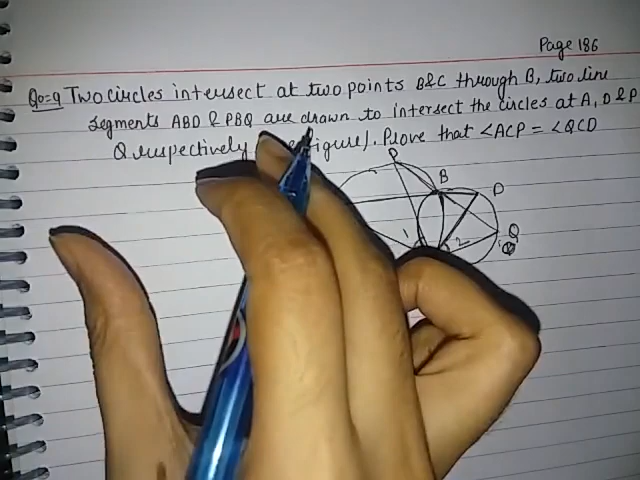 Page 186
Qo=9 Two circles intersect at two points B&C through B, two line
segments ABD & PBQ are drawn to intersect the circles at A, D & P
Q respectively figure). Prove that ∠ACP = ∠QCD
P
B
D
1
2
Q